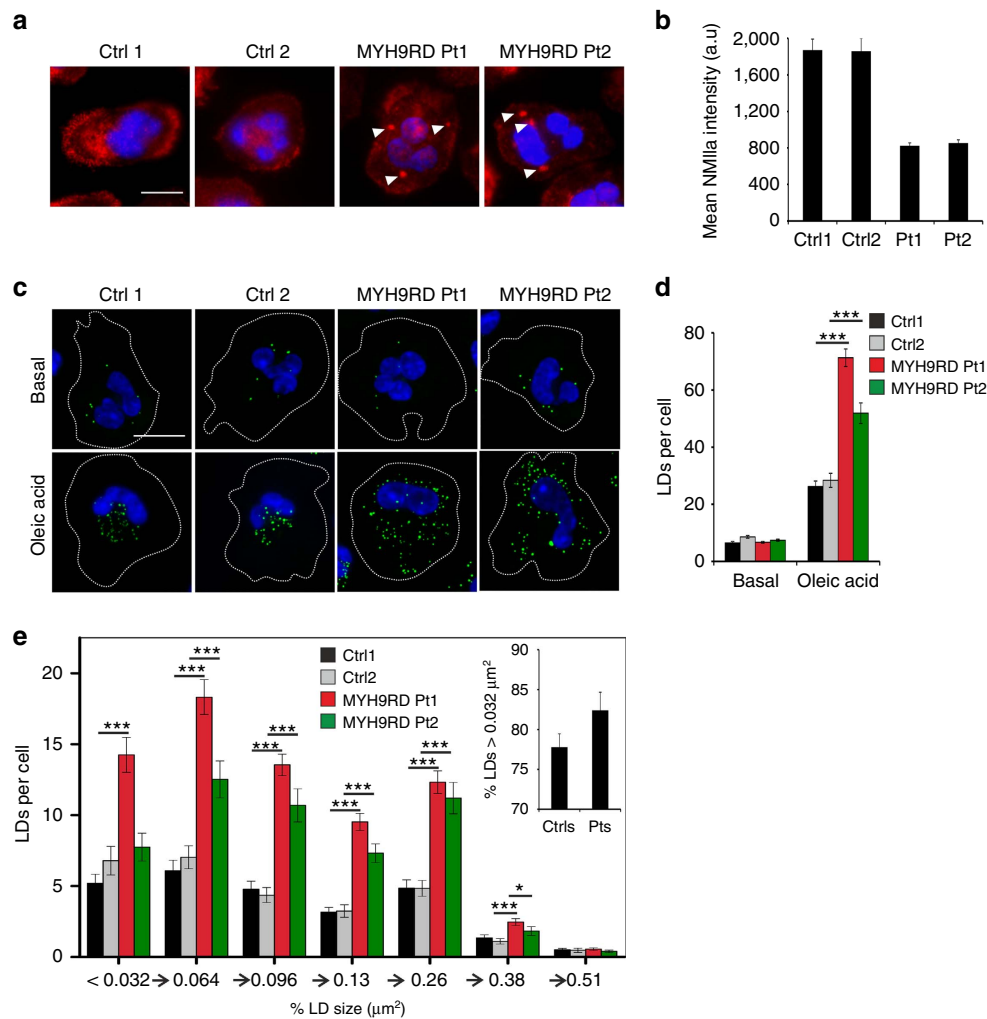 a
Ctrl 1 Ctrl 2 MYH9RD Pt1 MYH9RD Pt2
b
Mean NMIIa intensity (a.u)
2,000
1,600
1,200
800
400
0
Ctrl1 Ctrl2 Pt1 Pt2
c
Ctrl 1 Ctrl 2 MYH9RD Pt1 MYH9RD Pt2
Basal
Oleic acid
d
Ctrl1
Ctrl2
MYH9RD Pt1
MYH9RD Pt2
LDs per cell
80
60
40
20
0
***
***
Basal Oleic acid
e
LDs per cell
20
15
10
5
0
Ctrl1
Ctrl2
MYH9RD Pt1
MYH9RD Pt2
***
*** ***
*** ***
*** ***
*** ***
*** *
% LDs > 0.032 µm²
90
85
80
77
70
Ctrls Pts
< 0.032 → 0.064 → 0.096 → 0.13 → 0.26 → 0.38 → 0.51
% LD size (µm²)